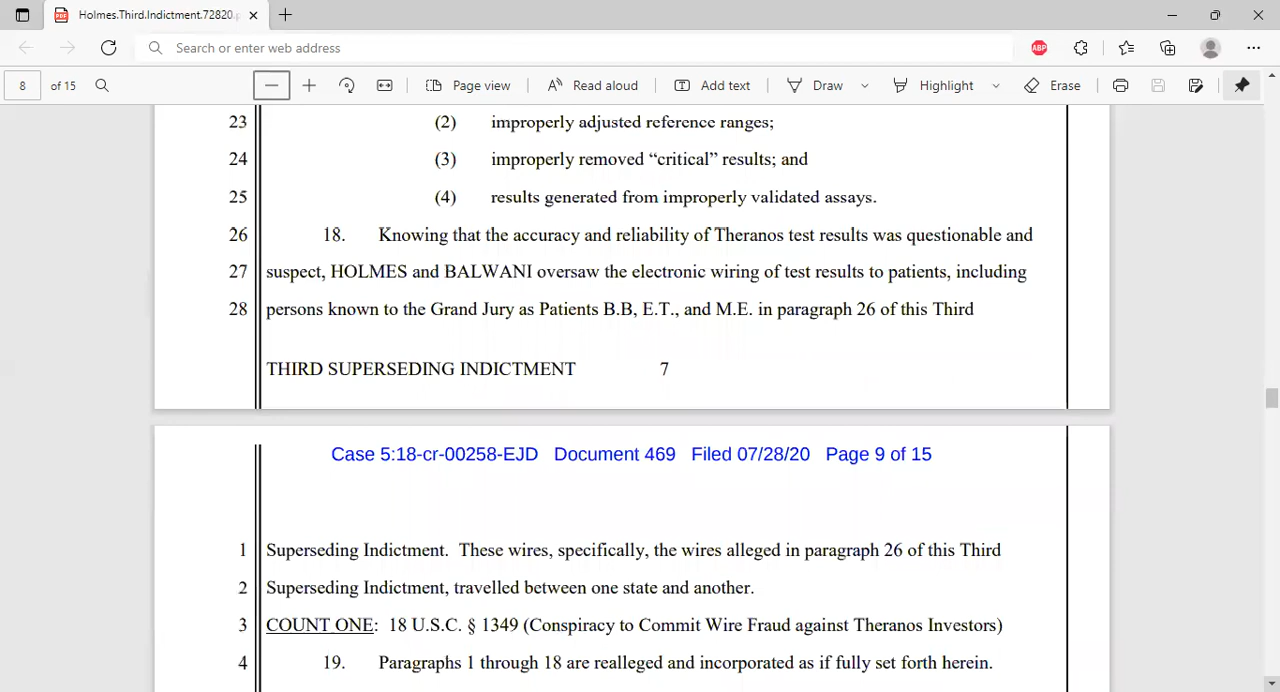 Holmes.Third.Indictment.72820.p
Search or enter web address
ABP
8 of 15 Page view Read aloud Add text Draw Highlight Erase
23 (2) improperly adjusted reference ranges;
24 (3) improperly removed “critical” results; and
25 (4) results generated from improperly validated assays.
26 18. Knowing that the accuracy and reliability of Theranos test results was questionable and
27 suspect, HOLMES and BALWANI oversaw the electronic wiring of test results to patients, including
28 persons known to the Grand Jury as Patients B.B, E.T., and M.E. in paragraph 26 of this Third
THIRD SUPERSEDING INDICTMENT 7
Case 5:18-cr-00258-EJD Document 469 Filed 07/28/20 Page 9 of 15
1 Superseding Indictment. These wires, specifically, the wires alleged in paragraph 26 of this Third
2 Superseding Indictment, travelled between one state and another.
3 COUNT ONE: 18 U.S.C. § 1349 (Conspiracy to Commit Wire Fraud against Theranos Investors)
4 19. Paragraphs 1 through 18 are realleged and incorporated as if fully set forth herein.